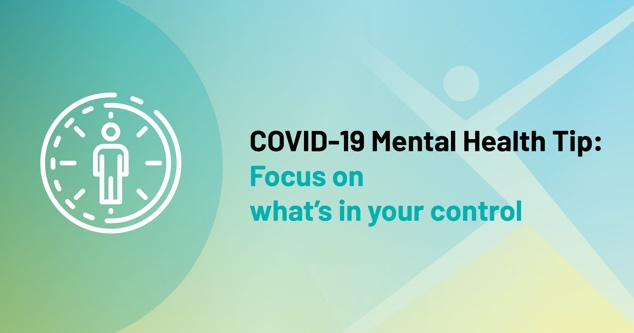 COVID-19 Mental Health Tip:
Focus on
what's in your control